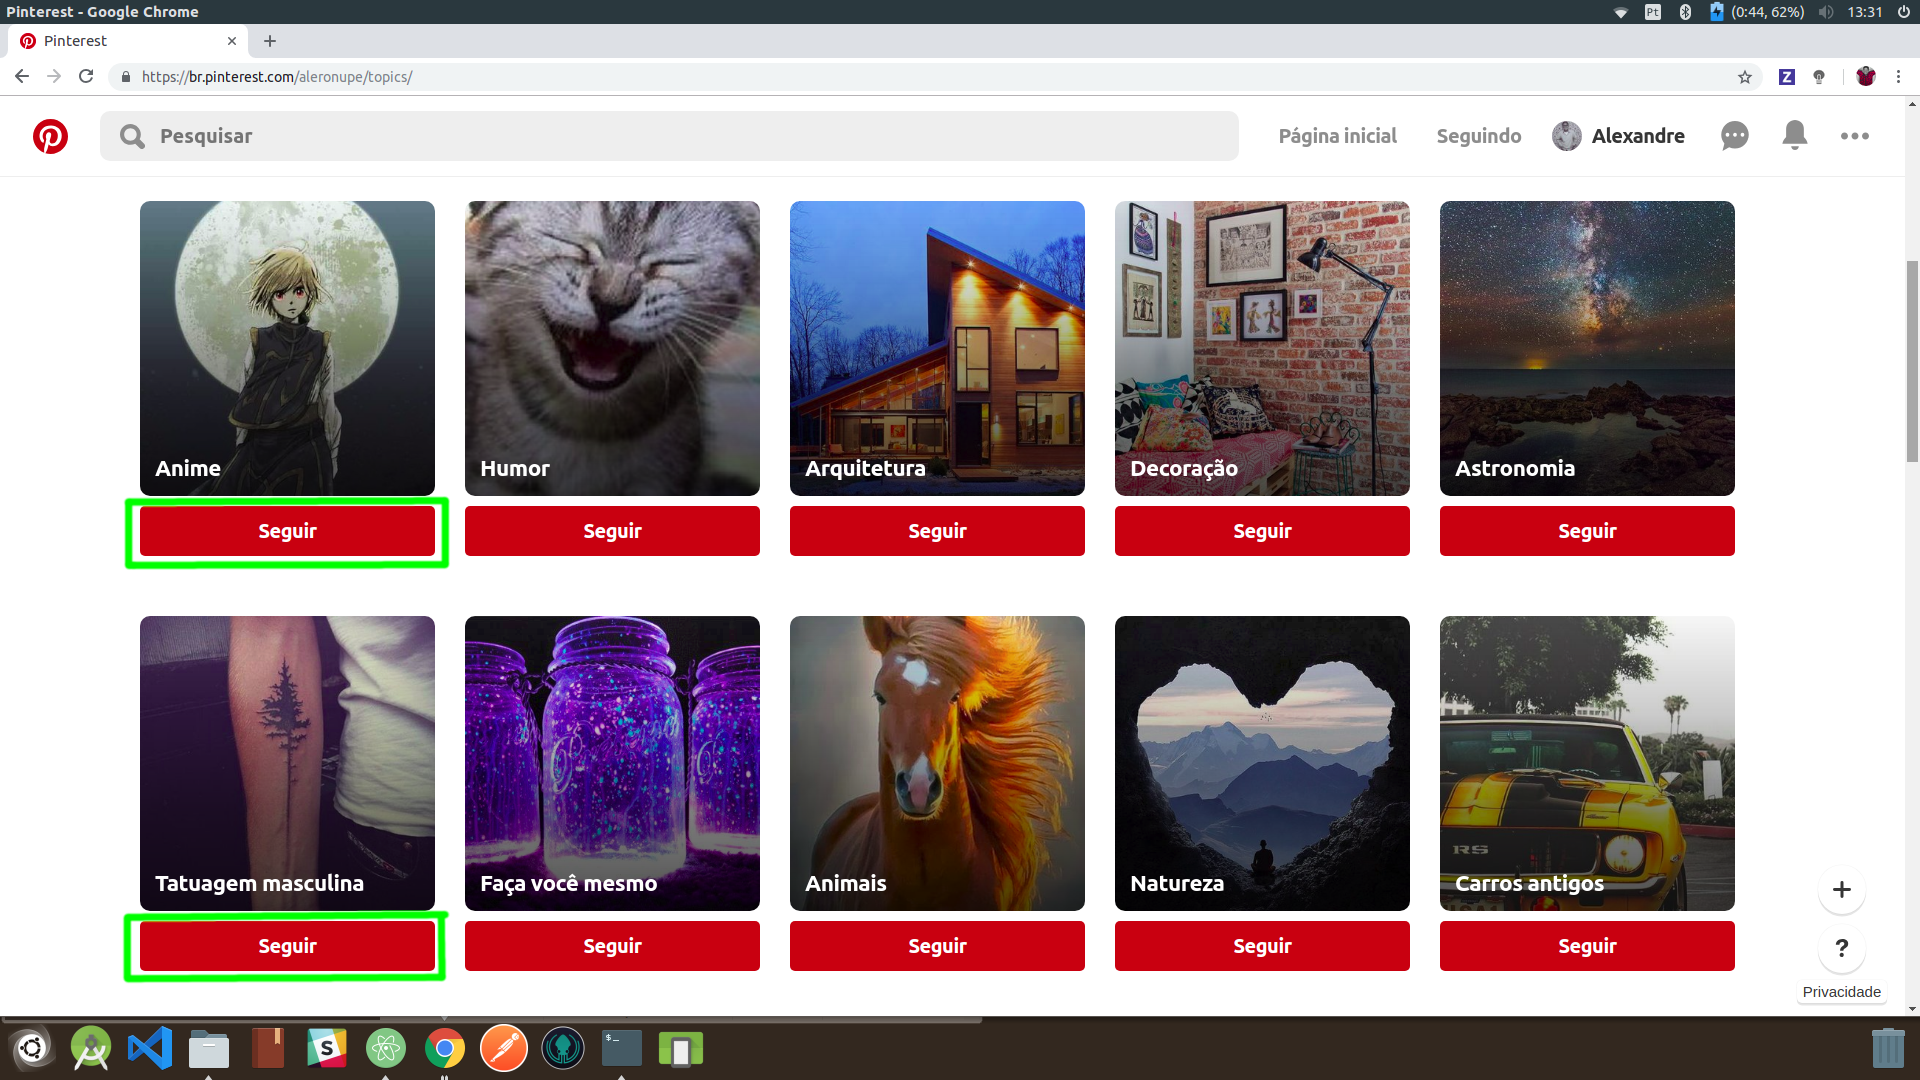 Pinterest - Google Chrome
Pt
(0:44, 62%)
13:31
Pinterest
https://br.pinterest.com/aleronupe/topics/
Z
Pesquisar
Página inicial
Seguindo
Alexandre
Anime
Humor
Arquitetura
Decoração
Astronomia
Seguir
Seguir
Seguir
Seguir
Seguir
Tatuagem masculina
Faça você mesmo
Animais
Natureza
RS
Carros antigos
Seguir
Seguir
Seguir
Seguir
Seguir
+
?
Privacidade
S
$_